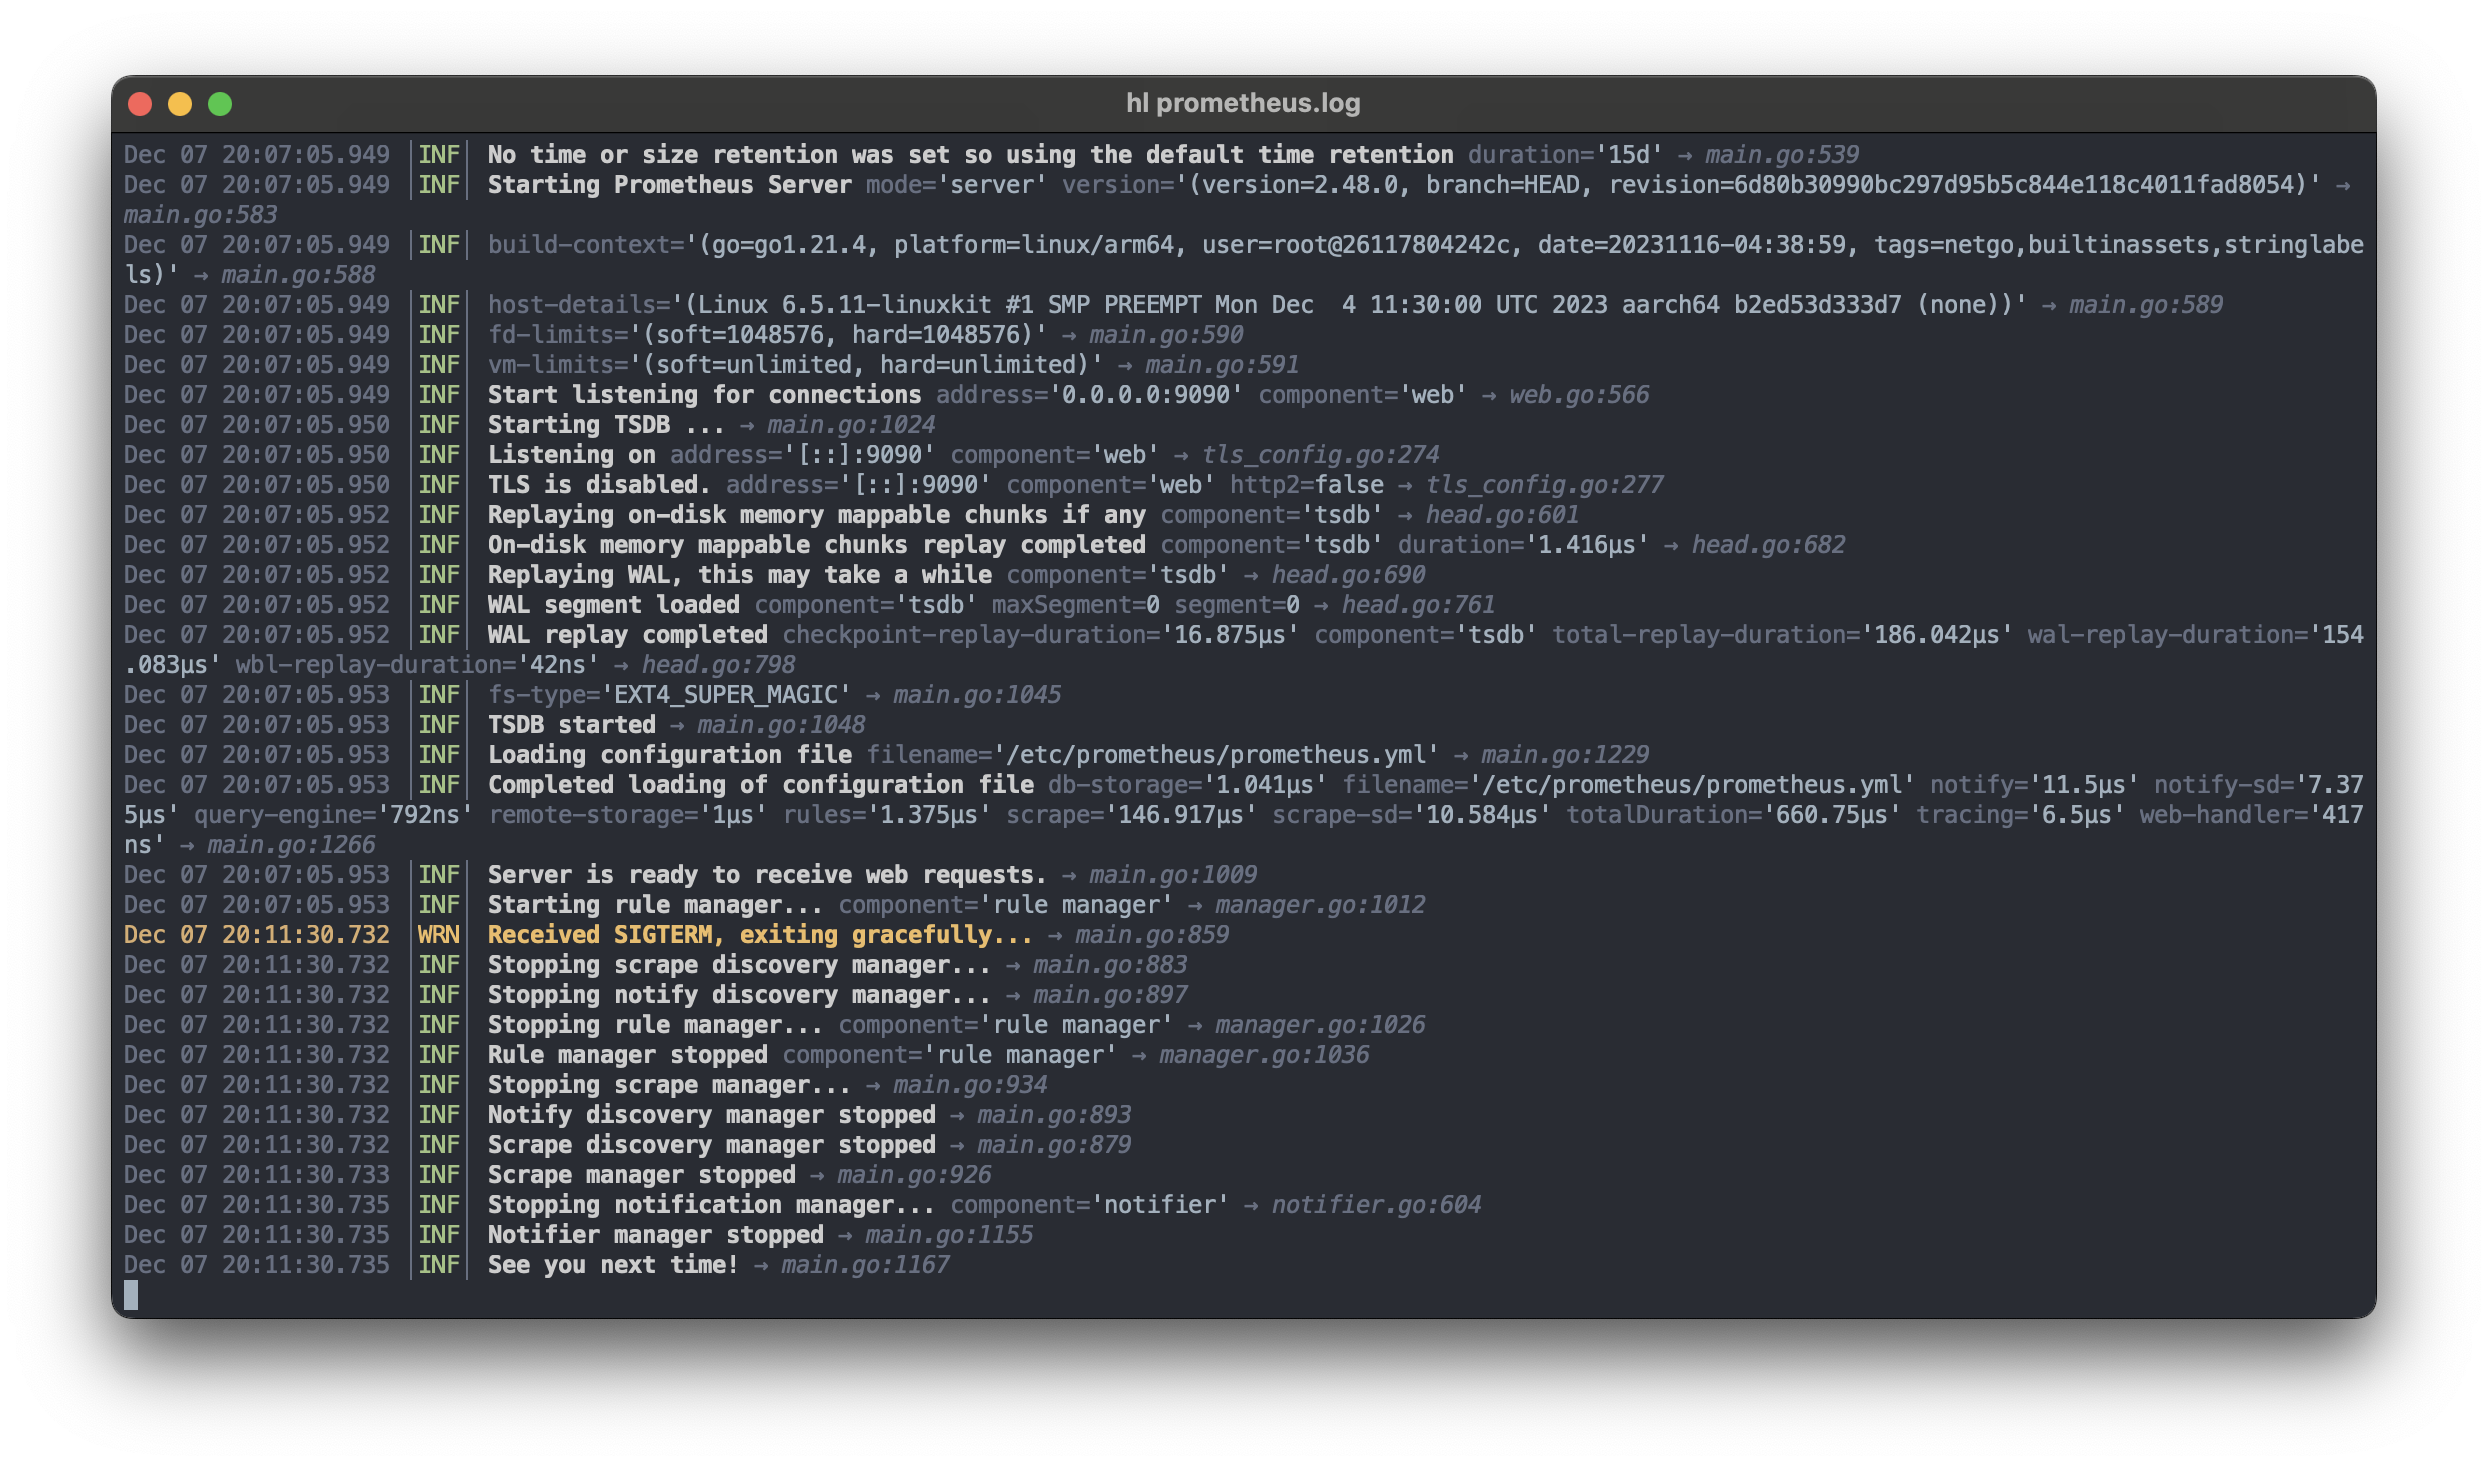 hl prometheus.log
Dec 07 20:07:05.949 |INF| No time or size retention was set so using the default time retention duration='15d' → main.go:539
Dec 07 20:07:05.949 |INF| Starting Prometheus Server mode='server' version='(version=2.48.0, branch=HEAD, revision=6d80b30990bc297d95b5c844e118c4011fad8054)' →
main.go:583
Dec 07 20:07:05.949 |INF| build-context='(go=go1.21.4, platform=linux/arm64, user=root@26117804242c, date=20231116-04:38:59, tags=netgo,builtinassets,stringlabe
ls)' → main.go:588
Dec 07 20:07:05.949 |INF| host-details='(Linux 6.5.11-linuxkit #1 SMP PREEMPT Mon Dec  4 11:30:00 UTC 2023 aarch64 b2ed53d333d7 (none))' → main.go:589
Dec 07 20:07:05.949 |INF| fd-limits='(soft=1048576, hard=1048576)' → main.go:590
Dec 07 20:07:05.949 |INF| vm-limits='(soft=unlimited, hard=unlimited)' → main.go:591
Dec 07 20:07:05.949 |INF| Start listening for connections address='0.0.0.0:9090' component='web' → web.go:566
Dec 07 20:07:05.950 |INF| Starting TSDB ... → main.go:1024
Dec 07 20:07:05.950 |INF| Listening on address='[::]:9090' component='web' → tls_config.go:274
Dec 07 20:07:05.950 |INF| TLS is disabled. address='[::]:9090' component='web' http2=false → tls_config.go:277
Dec 07 20:07:05.952 |INF| Replaying on-disk memory mappable chunks if any component='tsdb' → head.go:601
Dec 07 20:07:05.952 |INF| On-disk memory mappable chunks replay completed component='tsdb' duration='1.416µs' → head.go:682
Dec 07 20:07:05.952 |INF| Replaying WAL, this may take a while component='tsdb' → head.go:690
Dec 07 20:07:05.952 |INF| WAL segment loaded component='tsdb' maxSegment=0 segment=0 → head.go:761
Dec 07 20:07:05.952 |INF| WAL replay completed checkpoint-replay-duration='16.875µs' component='tsdb' total-replay-duration='186.042µs' wal-replay-duration='154
.083µs' wbl-replay-duration='42ns' → head.go:798
Dec 07 20:07:05.953 |INF| fs-type='EXT4_SUPER_MAGIC' → main.go:1045
Dec 07 20:07:05.953 |INF| TSDB started → main.go:1048
Dec 07 20:07:05.953 |INF| Loading configuration file filename='/etc/prometheus/prometheus.yml' → main.go:1229
Dec 07 20:07:05.953 |INF| Completed loading of configuration file db-storage='1.041µs' filename='/etc/prometheus/prometheus.yml' notify='11.5µs' notify-sd='7.37
5µs' query-engine='792ns' remote-storage='1µs' rules='1.375µs' scrape='146.917µs' scrape-sd='10.584µs' totalDuration='660.75µs' tracing='6.5µs' web-handler='417
ns' → main.go:1266
Dec 07 20:07:05.953 |INF| Server is ready to receive web requests. → main.go:1009
Dec 07 20:07:05.953 |INF| Starting rule manager... component='rule manager' → manager.go:1012
Dec 07 20:11:30.732 |WRN| Received SIGTERM, exiting gracefully... → main.go:859
Dec 07 20:11:30.732 |INF| Stopping scrape discovery manager... → main.go:883
Dec 07 20:11:30.732 |INF| Stopping notify discovery manager... → main.go:897
Dec 07 20:11:30.732 |INF| Stopping rule manager... component='rule manager' → manager.go:1026
Dec 07 20:11:30.732 |INF| Rule manager stopped component='rule manager' → manager.go:1036
Dec 07 20:11:30.732 |INF| Stopping scrape manager... → main.go:934
Dec 07 20:11:30.732 |INF| Notify discovery manager stopped → main.go:893
Dec 07 20:11:30.732 |INF| Scrape discovery manager stopped → main.go:879
Dec 07 20:11:30.733 |INF| Scrape manager stopped → main.go:926
Dec 07 20:11:30.735 |INF| Stopping notification manager... component='notifier' → notifier.go:604
Dec 07 20:11:30.735 |INF| Notifier manager stopped → main.go:1155
Dec 07 20:11:30.735 |INF| See you next time! → main.go:1167